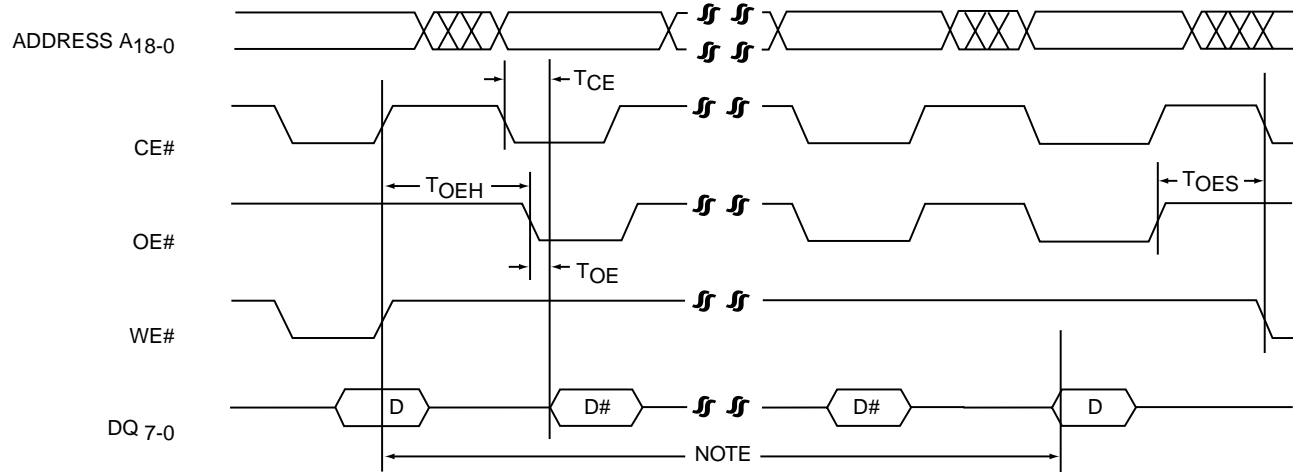 ADDRESS A18-0
TCE
CE#
TOEH
TOES
OE#
TOE
WE#
D
D#
D#
D
DQ 7-0
NOTE